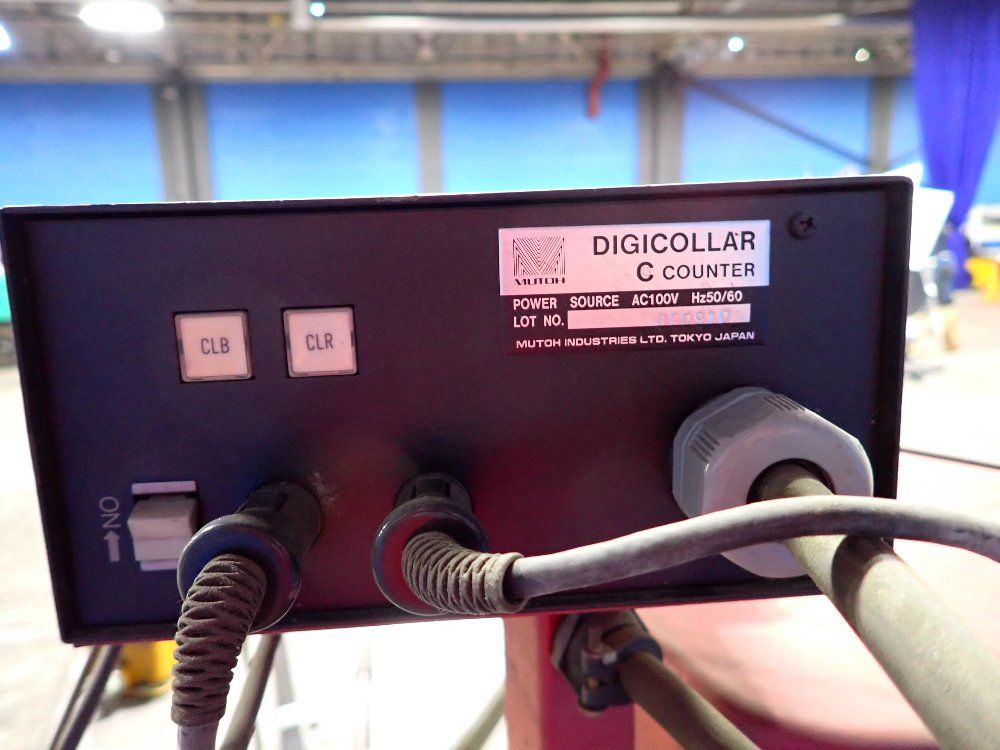 MUTOH
DIGICOLLAR
C COUNTER
POWER SOURCE AC100V Hz50/60
LOT NO.
MUTOH INDUSTRIES LTD. TOKYO JAPAN
CLB
CLR
ON